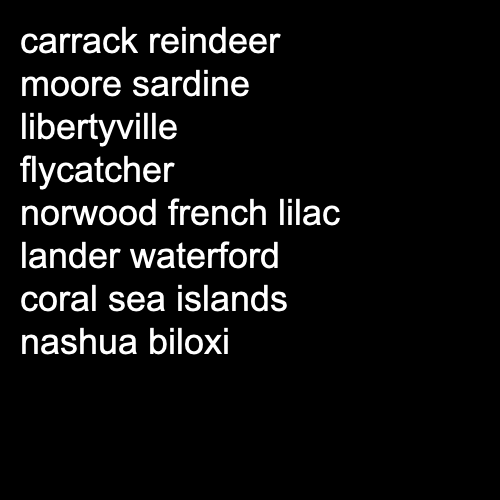 carrack reindeer
moore sardine
libertyville
flycatcher
norwood french lilac
lander waterford
coral sea islands
nashua biloxi